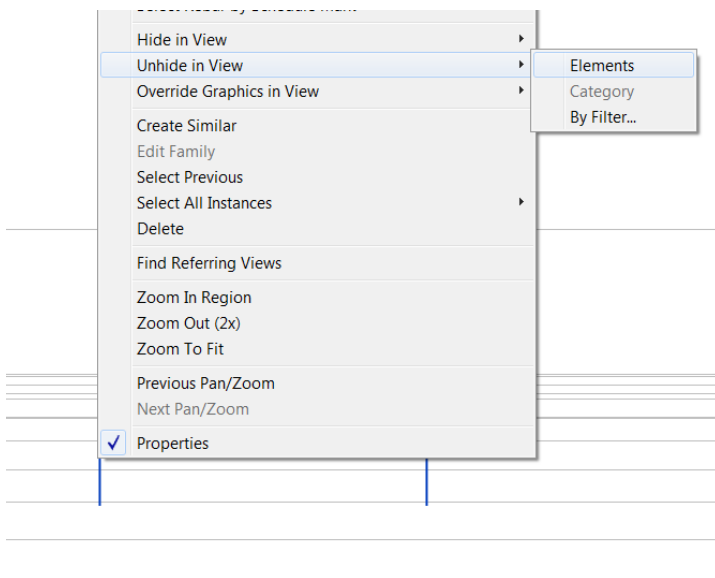 Hide in View
Unhide in View
Elements
Override Graphics in View
Category
By Filter...
Create Similar
Edit Family
Select Previous
Select All Instances
Delete
Find Referring Views
Zoom In Region
Zoom Out (2x)
Zoom To Fit
Previous Pan/Zoom
Next Pan/Zoom
Properties